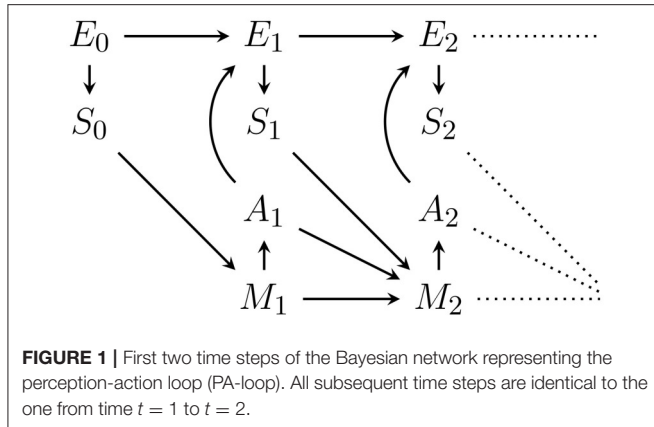 E₀ E₁ E₂
S₀ S₁ S₂
A₁ A₂
M₁ M₂
FIGURE 1 | First two time steps of the Bayesian network representing the
perception-action loop (PA-loop). All subsequent time steps are identical to the
one from time t = 1 to t = 2.